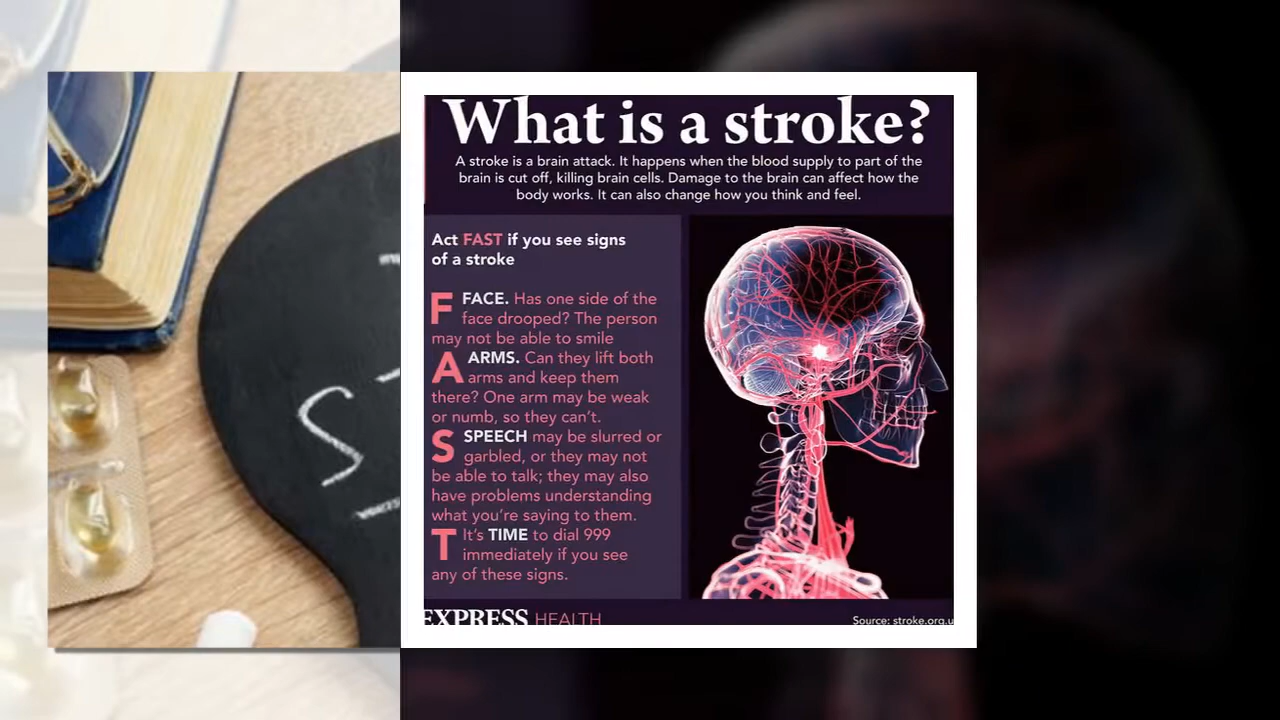 What is a stroke?
A stroke is a brain attack. It happens when the blood supply to part of the
brain is cut off, killing brain cells. Damage to the brain can affect how the
body works. It can also change how you think and feel.
Act FAST if you see signs
of a stroke
F FACE. Has one side of the
face drooped? The person
may not be able to smile
A ARMS. Can they lift both
arms and keep them
there? One arm may be weak
or numb, so they can't.
S SPEECH may be slurred or
garbled, or they may not
be able to talk; they may also
have problems understanding
what you're saying to them.
T It's TIME to dial 999
immediately if you see
any of these signs.
EXPRESS HEALTH
Source: stroke.org.u